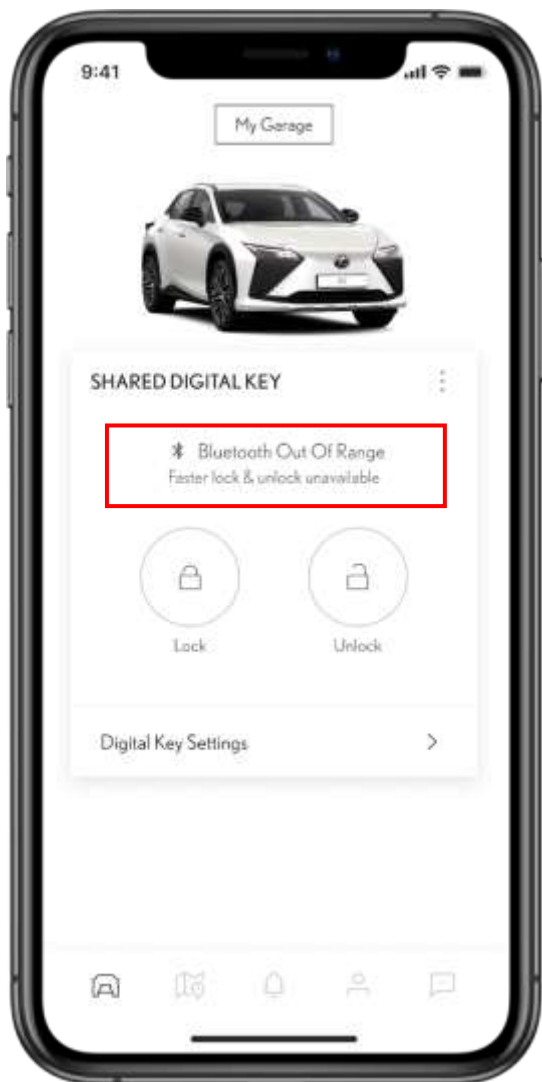 9:41
My Garage
SHARED DIGITAL KEY
Bluetooth Out Of Range
Faster lock & unlock unavailable
Lock
Unlock
Digital Key Settings